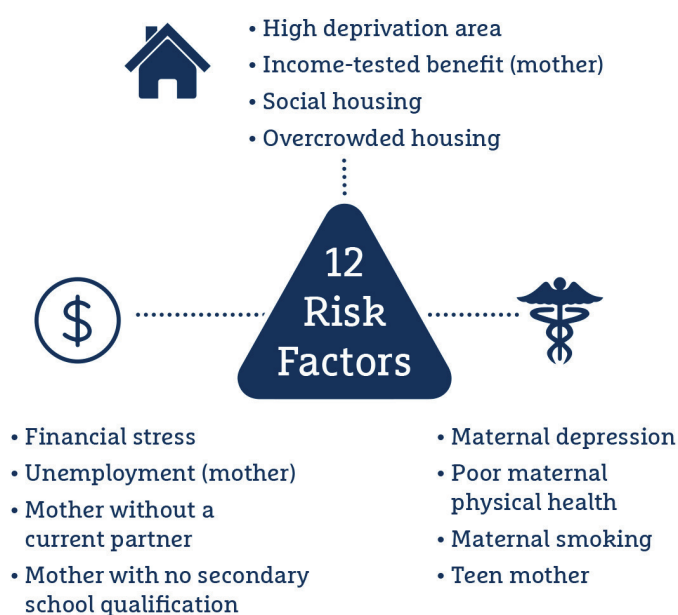 • High deprivation area
• Income-tested benefit (mother)
• Social housing
• Overcrowded housing
12
Risk
Factors
$
• Financial stress
• Unemployment (mother)
• Mother without a
current partner
• Mother with no secondary
school qualification
• Maternal depression
• Poor maternal
physical health
• Maternal smoking
• Teen mother